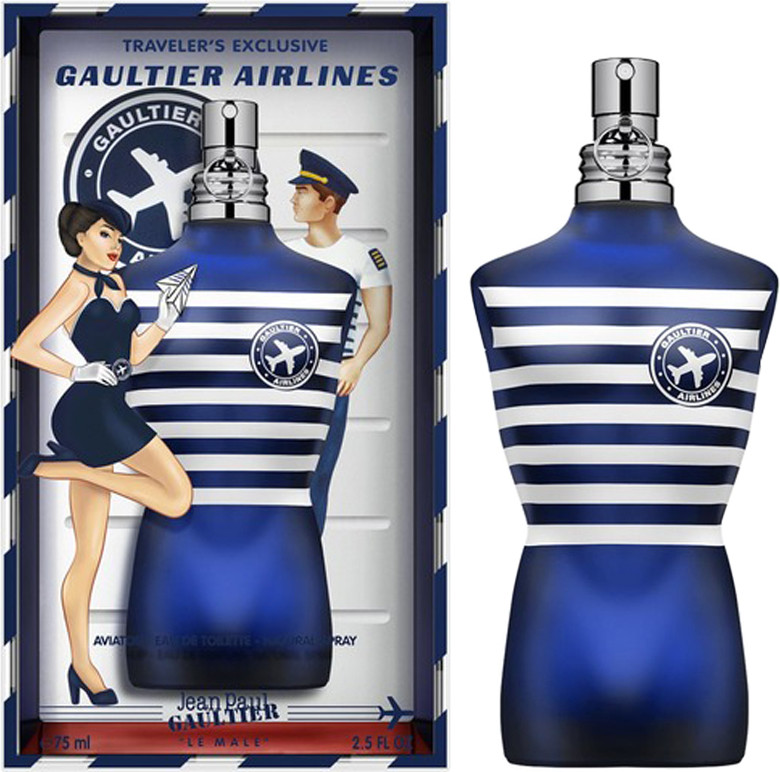 TRAVELER'S EXCLUSIVE
GAULTIER AIRLINES
GAULTIER
GAULTIER
AIRLINES
GAULTIER
AIRLINES
EAU DE TOILETTE
SPRAY
Jean Paul
GAULTIER
"LE MALE"
75 ml
2.5 FL OZ